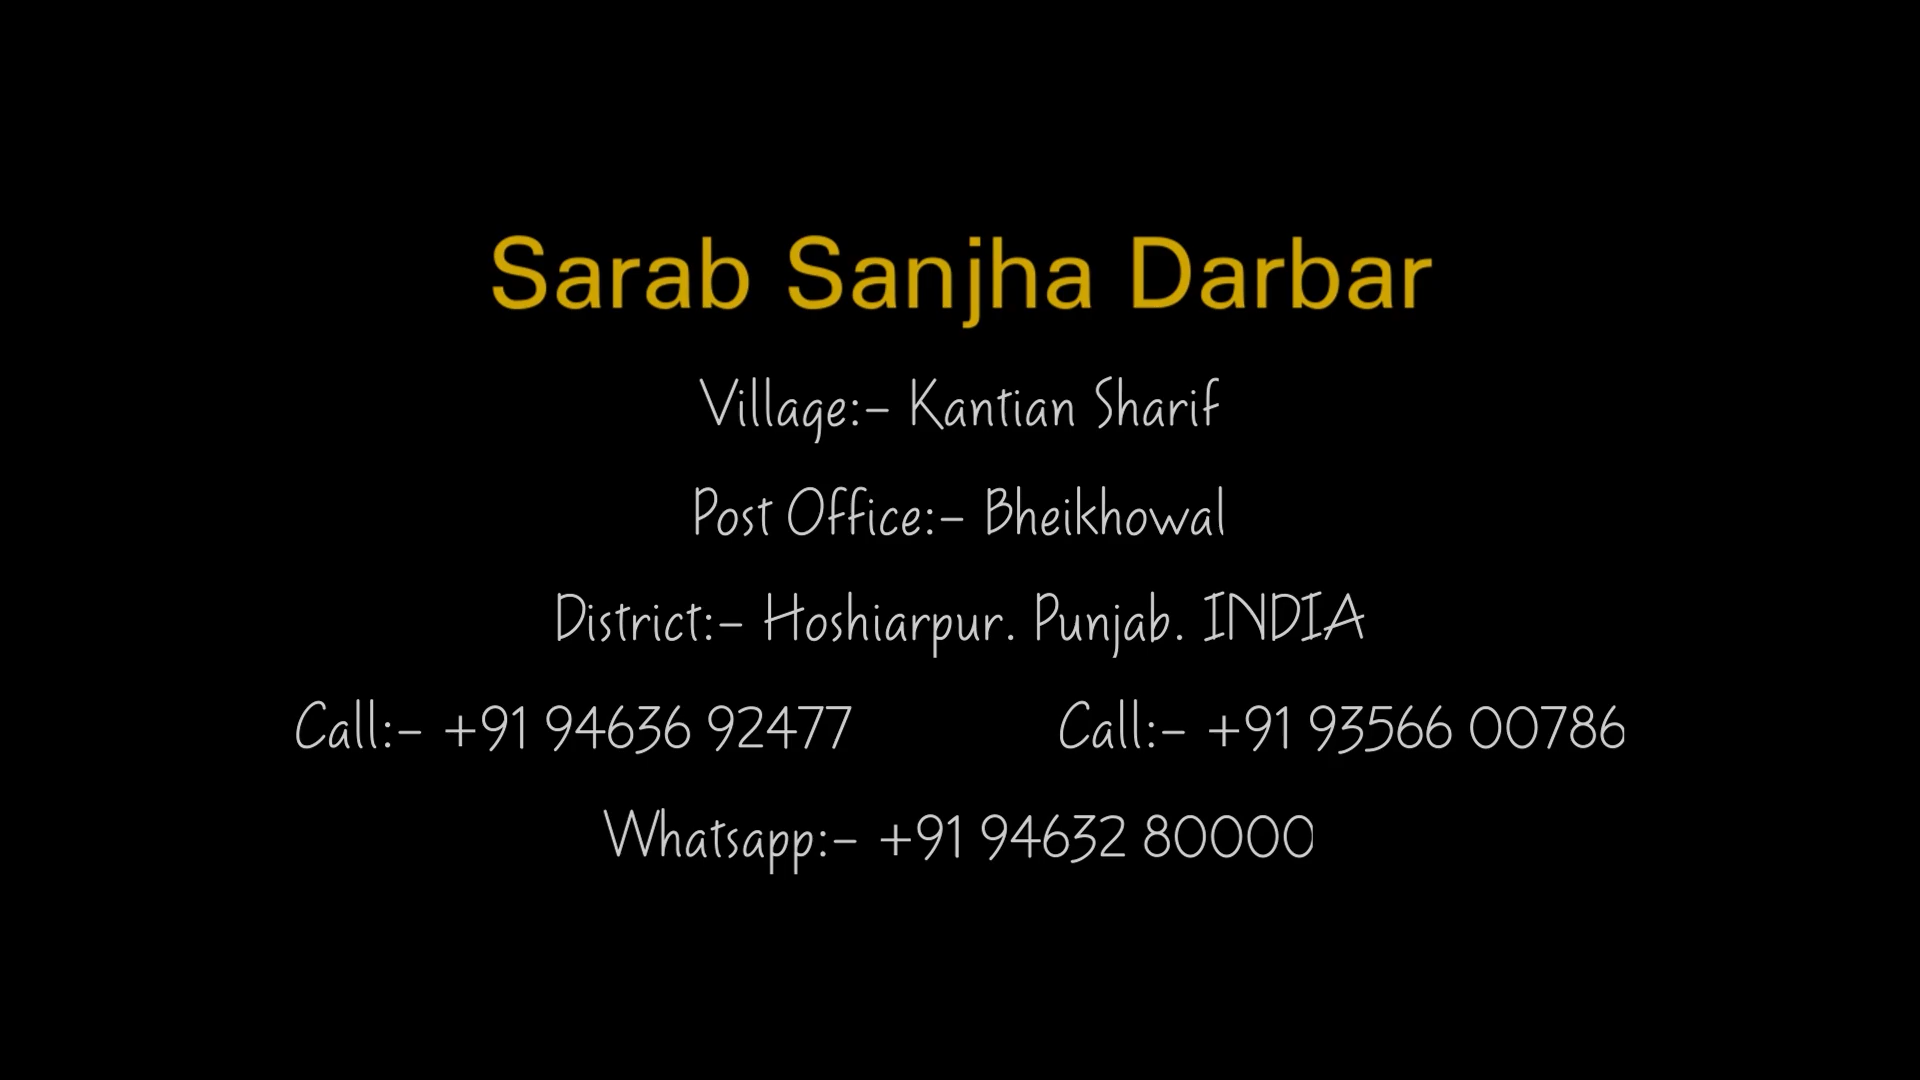 Sarab Sanjha Darbar
Village:- Kantian Sharif
Post Office:- Bheikhowal
District:- Hoshiarpur. Punjab. INDIA
Call:- +91 94636 92477 Call:- +91 93566 00786
Whatsapp:- +91 94632 80000